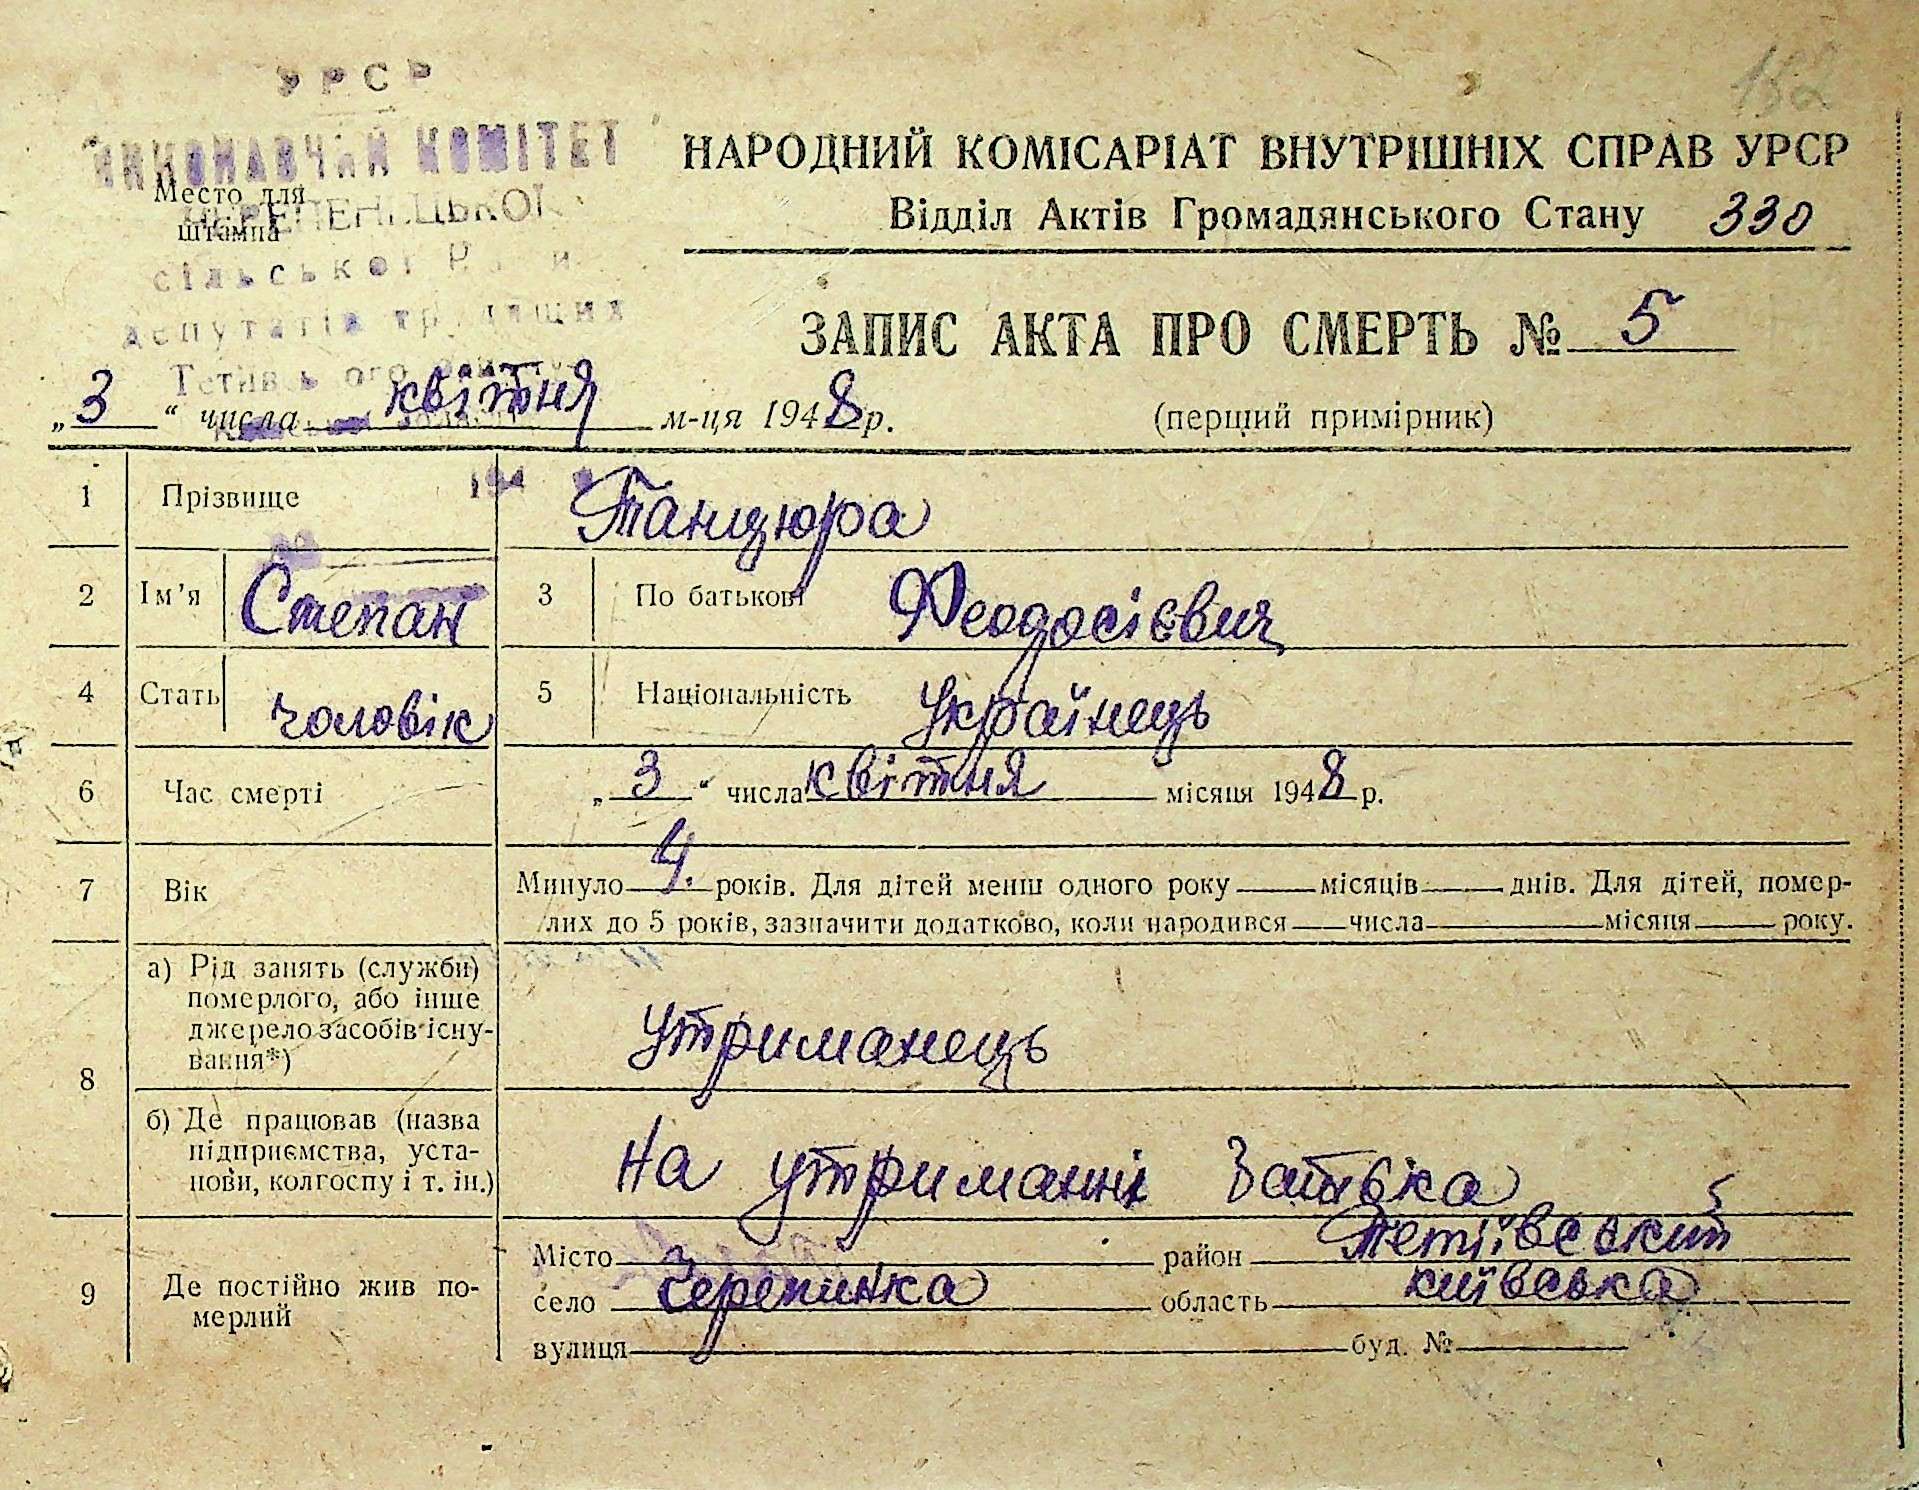 УРСР
ВИКОНАВЧИЙ КОМІТЕТ
Место для
штампа
сільської Ради
депутатів трудящих
182
НАРОДНИЙ КОМІСАРІАТ ВНУТРІШНІХ СПРАВ УРСР
Відділ Актів Громадянського Стану 330
ЗАПИС АКТА ПРО СМЕРТЬ № 5
„3“ числа квітня м-ця 1948 р. (перший примірник)
194
1 Прізвище Танцюра
2 Ім'я Степан 3 По батькові Феодосієвич
4 Стать чоловік 5 Національність українець
6 Час смерті „3“ числа квітня місяця 1948 р.
7 Вік Минуло 4. років. Для дітей менш одного року місяців днів. Для дітей, помер-
лих до 5 років, зазначити додатково, коли народився числа місяця року.
8 а) Рід занять (служби)
померлого, або інше
джерело засобів існу-
вання*) утриманець
б) Де працював (назва
підприємства, уста-
нови, колгоспу і т. ін.) На утриманні батька
9 Де постійно жив по-
мерлий
Місто район Тетіївський
село Черепинка область київська
вулиця буд. №